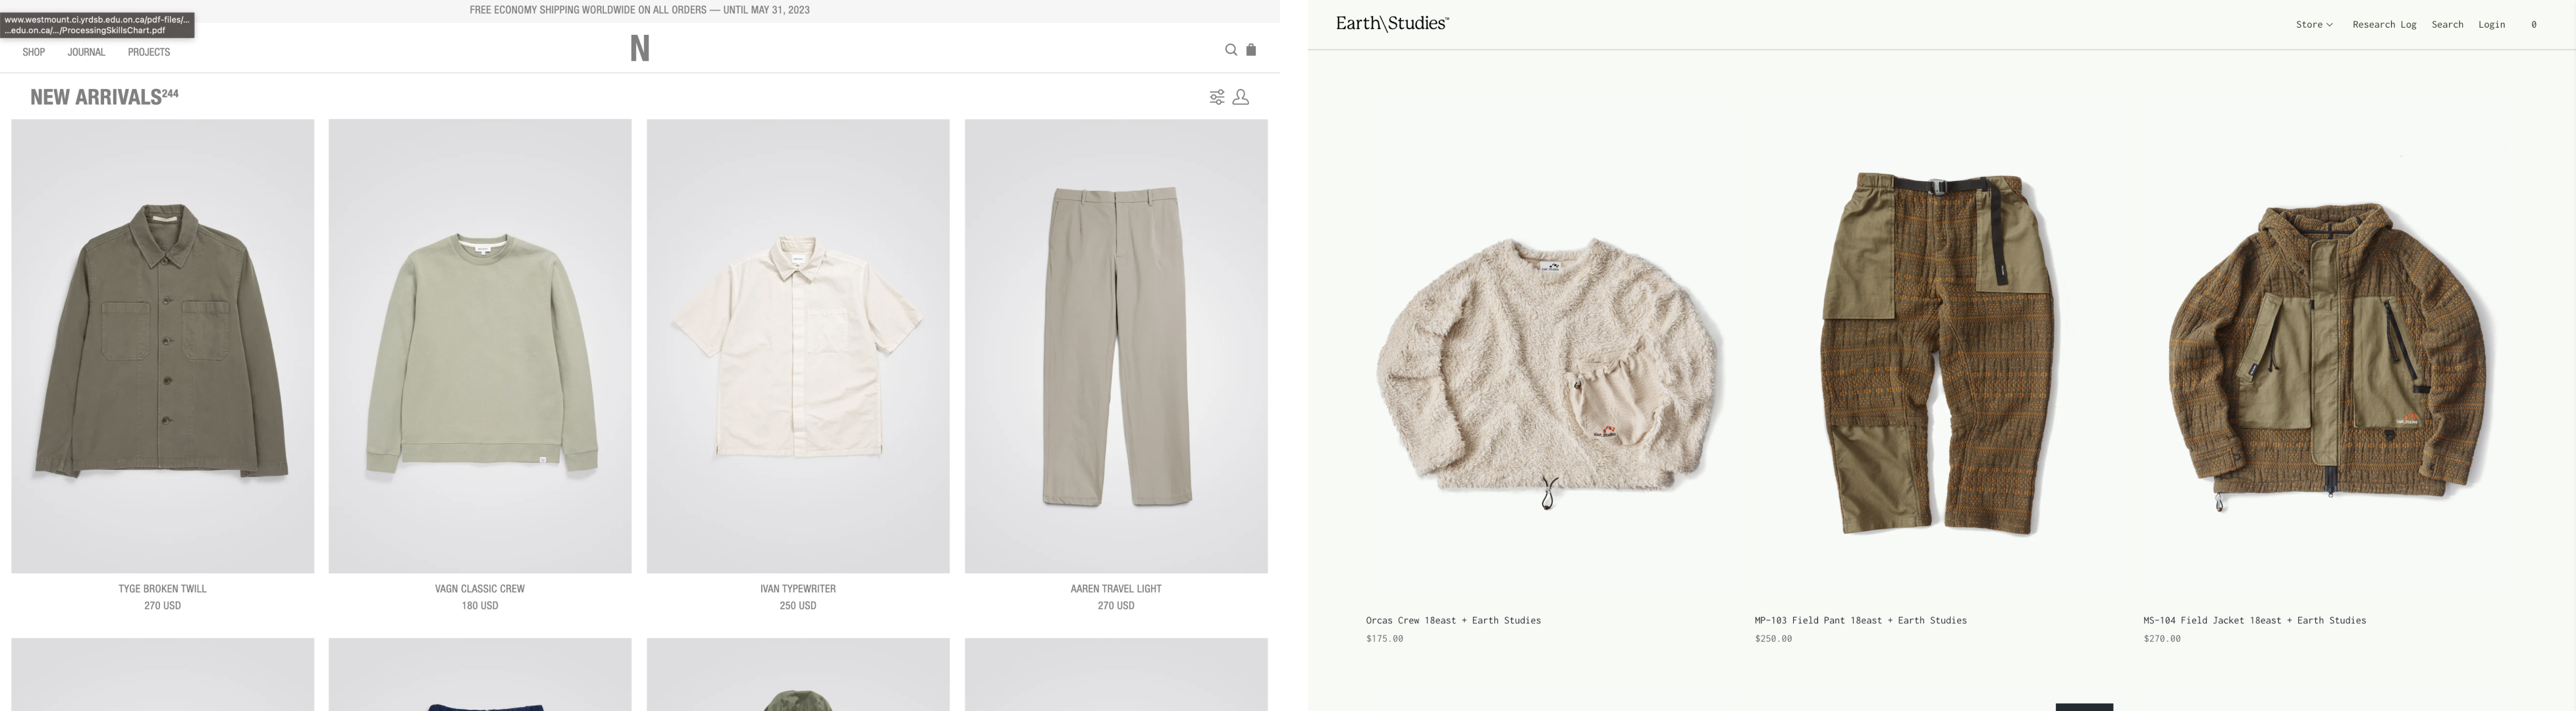 FREE ECONOMY SHIPPING WORLDWIDE ON ALL ORDERS — UNTIL MAY 31, 2023
www.westmount.ci.yrdsb.edu.on.ca/pdf-files/...
...edu.on.ca/.../ProcessingSkillsChart.pdf
SHOP JOURNAL PROJECTS
N
NEW ARRIVALS244
TYGE BROKEN TWILL
270 USD
VAGN CLASSIC CREW
180 USD
IVAN TYPEWRITER
250 USD
AAREN TRAVEL LIGHT
270 USD
Earth\Studies™
Store Research Log Search Login 0
Orcas Crew 18east + Earth Studies
$175.00
MP-103 Field Pant 18east + Earth Studies
$250.00
MS-104 Field Jacket 18east + Earth Studies
$270.00